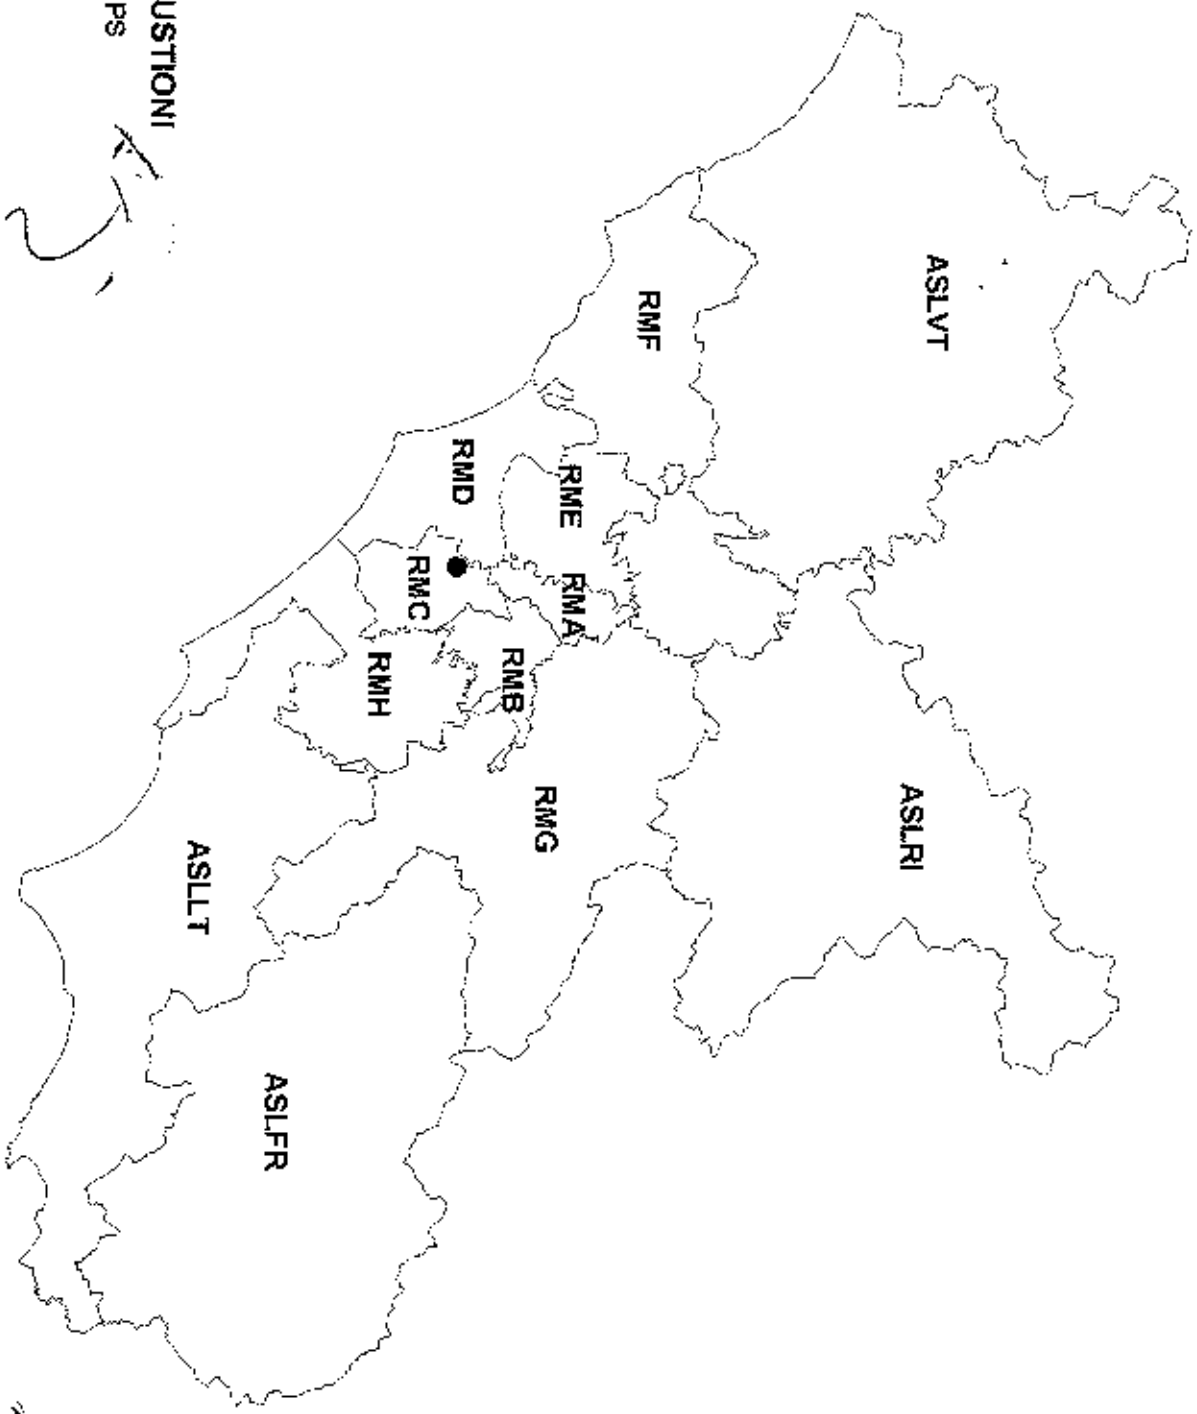 USTIONI
PS
ASLVT
RMF
RMD
RME
RMA
RMC
RMB
RMH
RMG
ASLRI
ASLLT
ASLFR